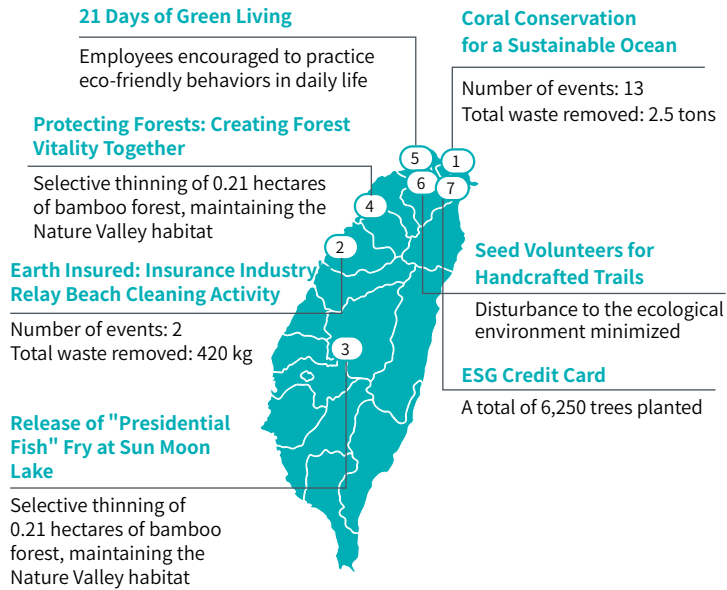 21 Days of Green Living
Employees encouraged to practice
eco-friendly behaviors in daily life
Coral Conservation
for a Sustainable Ocean
Number of events: 13
Total waste removed: 2.5 tons
Protecting Forests: Creating Forest
Vitality Together
Selective thinning of 0.21 hectares
of bamboo forest, maintaining the
Nature Valley habitat
5
1
6
7
4
2
3
Earth Insured: Insurance Industry
Relay Beach Cleaning Activity
Number of events: 2
Total waste removed: 420 kg
Seed Volunteers for
Handcrafted Trails
Disturbance to the ecological
environment minimized
ESG Credit Card
A total of 6,250 trees planted
Release of "Presidential
Fish" Fry at Sun Moon
Lake
Selective thinning of
0.21 hectares of bamboo
forest, maintaining the
Nature Valley habitat